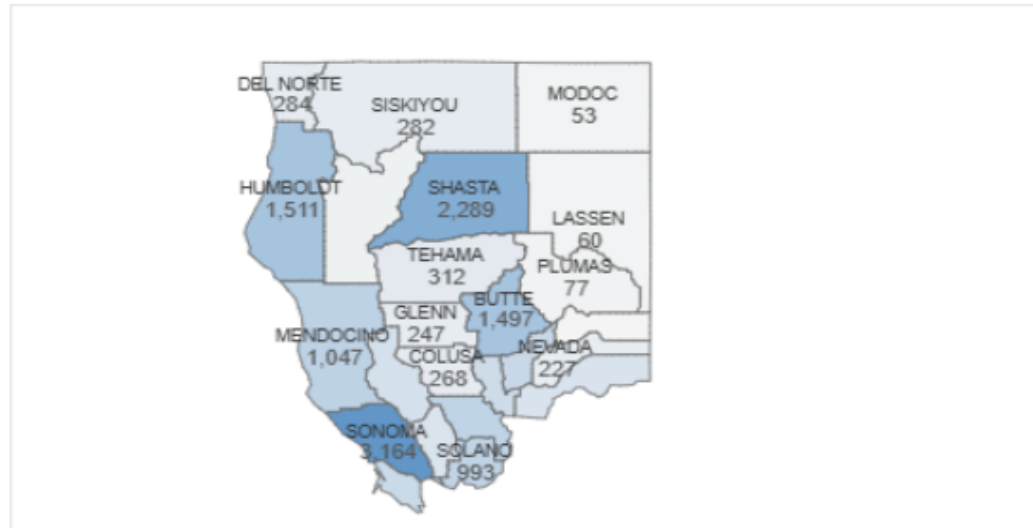 DEL NORTE
284
SISKIYOU
282
MODOC
53
HUMBOLDT
1,511
SHASTA
2,289
LASSEN
60
TEHAMA
312
PLUMAS
77
BUTTE
1,497
GLENN
247
MENDOCINO
1,047
NEVADA
227
COLUSA
268
SONOMA
3,164
SOLANO
993